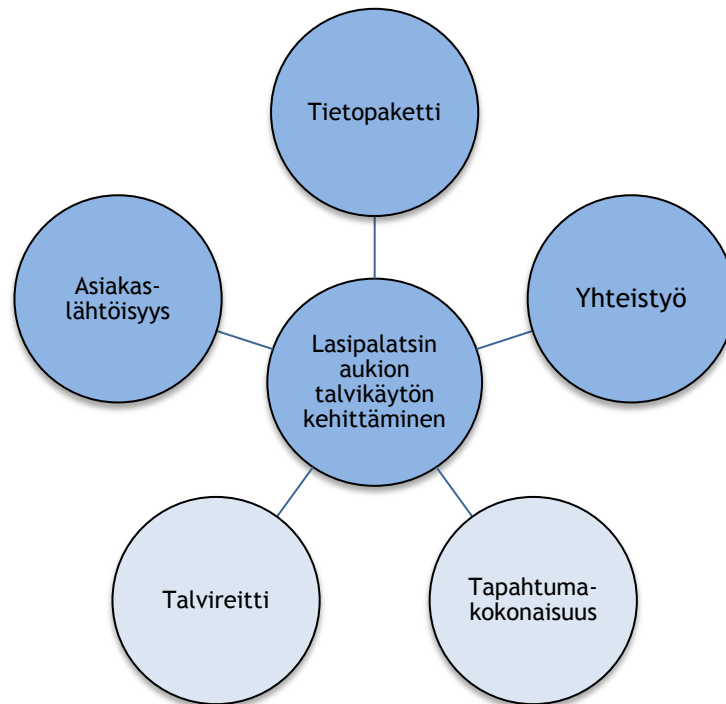 Tietopaketti
Asiakas-
lähtöisyys
Yhteistyö
Lasipalatsin
aukion
talvikäytön
kehittäminen
Talvireitti
Tapahtuma-
kokonaisuus